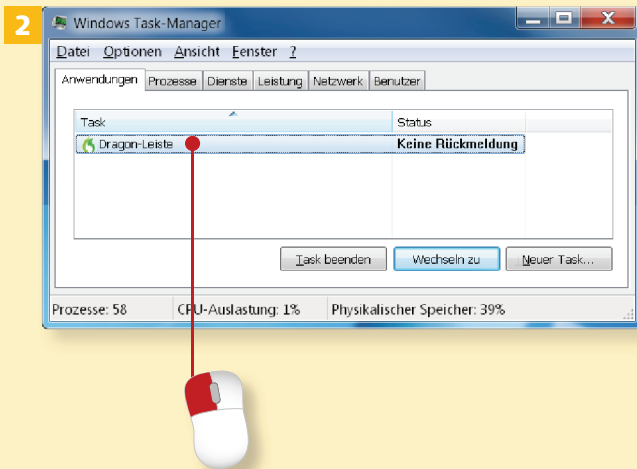 2
Windows Task-Manager
Datei Optionen Ansicht Fenster ?
Anwendungen Prozesse Dienste Leistung Netzwerk Benutzer
Task Status
Dragon-Leiste Keine Rückmeldung
Task beenden Wechseln zu Neuer Task...
Prozesse: 58 CPU-Auslastung: 1% Physikalischer Speicher: 39%